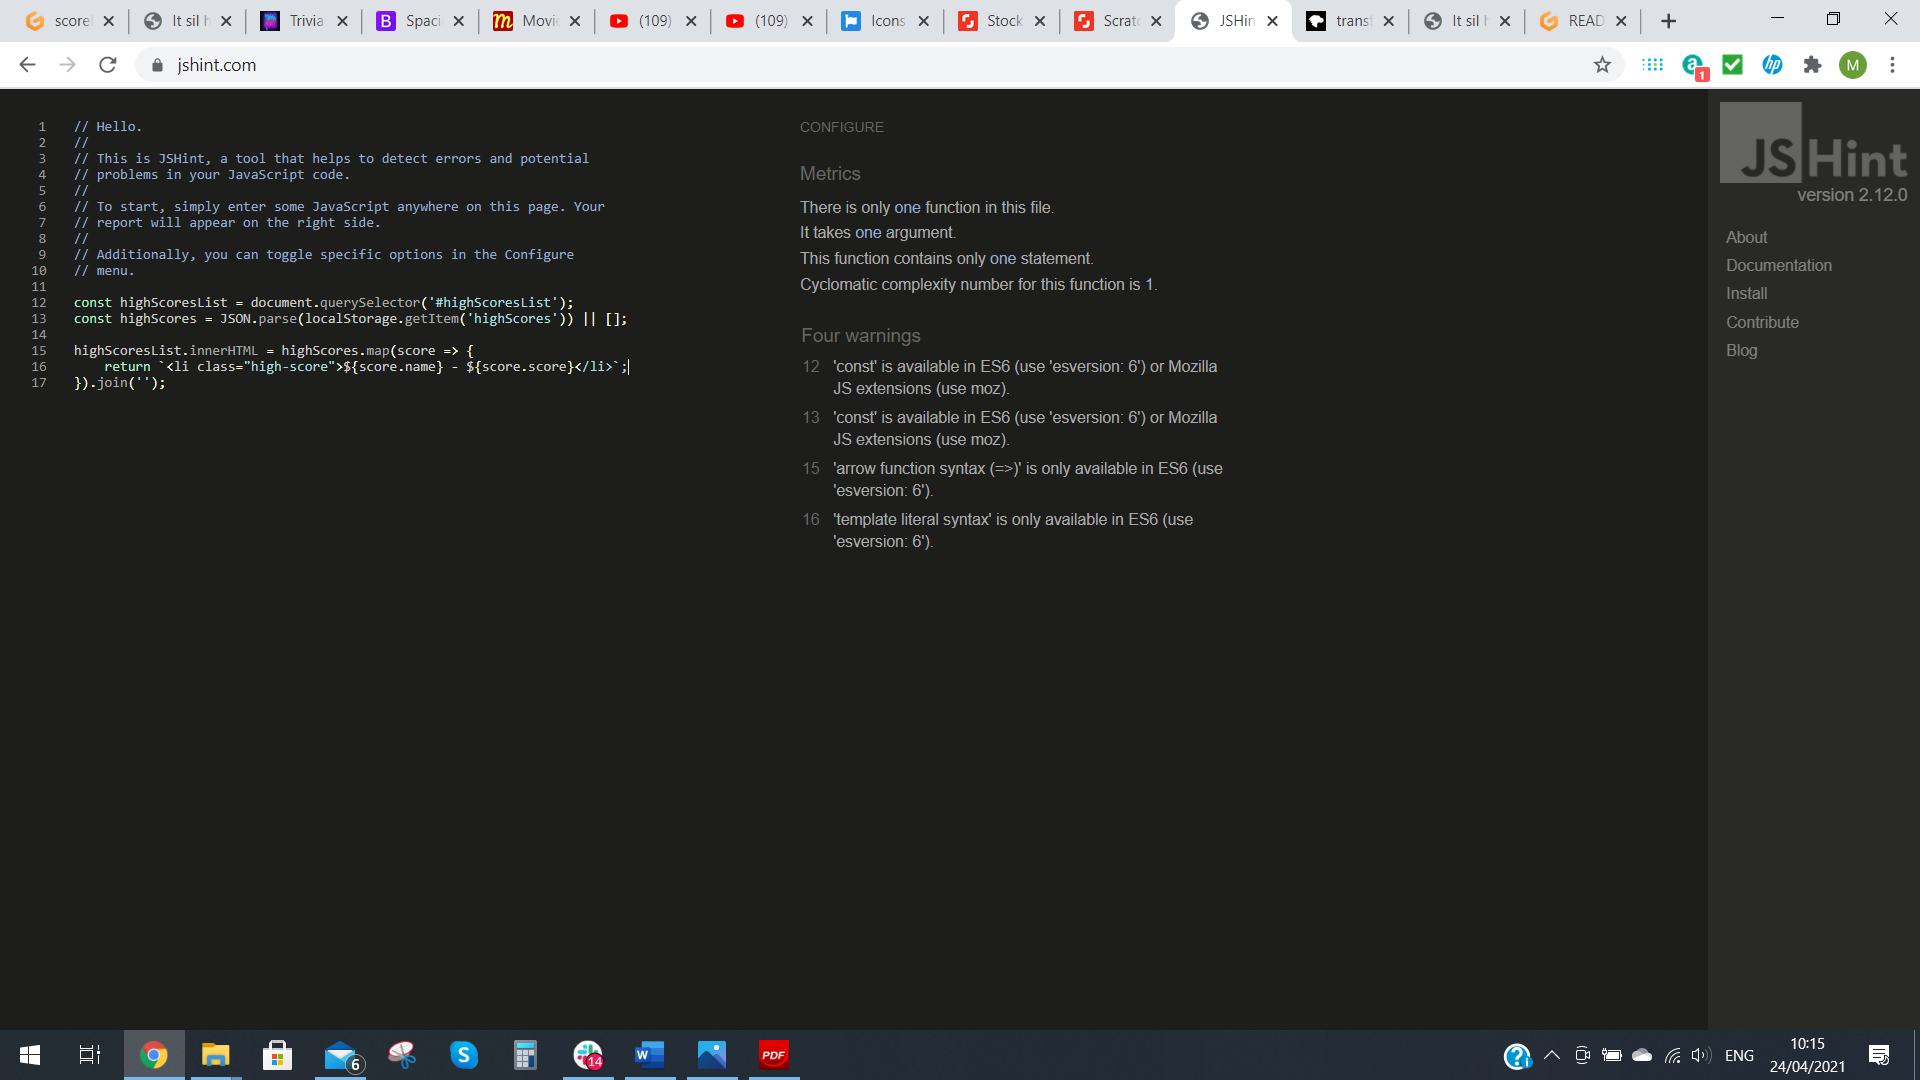 score
It sil h
Trivia
Spaci
Movi
(109)
(109)
Icons
Stock
Scrat
JSHin
trans
It sil h
READ
jshint.com
1
M
1 // Hello.
2 //
3 // This is JSHint, a tool that helps to detect errors and potential
4 // problems in your JavaScript code.
5 //
6 // To start, simply enter some JavaScript anywhere on this page. Your
7 // report will appear on the right side.
8 //
9 // Additionally, you can toggle specific options in the Configure
10 // menu.
11
12 const highScoresList = document.querySelector('#highScoresList');
13 const highScores = JSON.parse(localStorage.getItem('highScores')) || [];
14
15 highScoresList.innerHTML = highScores.map(score => {
16 return `<li class="high-score">${score.name} - ${score.score}</li>`;
17 }).join('');
CONFIGURE
Metrics
There is only one function in this file.
It takes one argument.
This function contains only one statement.
Cyclomatic complexity number for this function is 1.
Four warnings
12 'const' is available in ES6 (use 'esversion: 6') or Mozilla
JS extensions (use moz).
13 'const' is available in ES6 (use 'esversion: 6') or Mozilla
JS extensions (use moz).
15 'arrow function syntax (=>)' is only available in ES6 (use
'esversion: 6').
16 'template literal syntax' is only available in ES6 (use
'esversion: 6').
JSHint
version 2.12.0
About
Documentation
Install
Contribute
Blog
6
14
PDF
ENG
10:15
24/04/2021